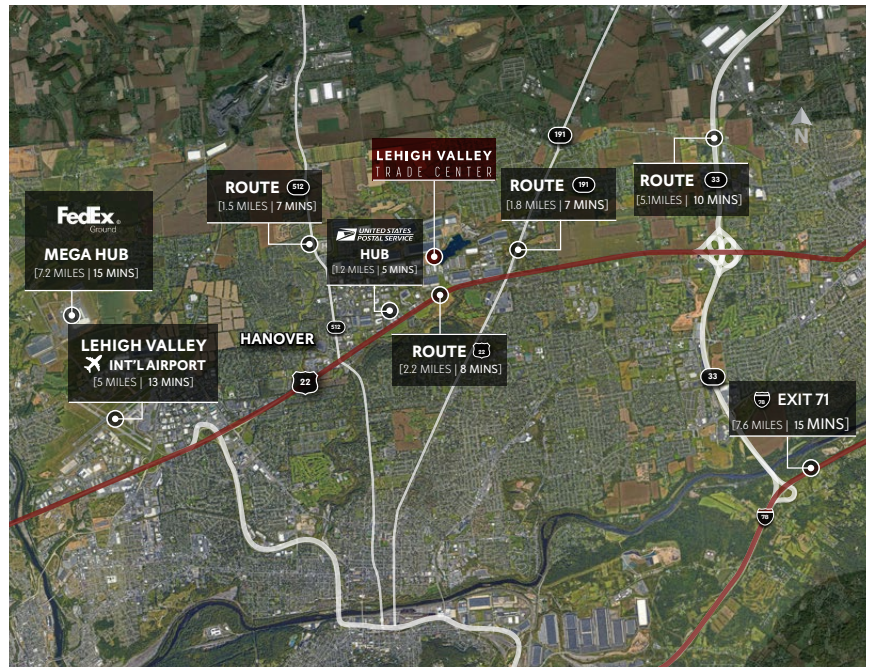 191
N
LEHIGH VALLEY
TRADE CENTER
ROUTE 512
[1.5 MILES | 7 MINS]
ROUTE 191
[1.8 MILES | 7 MINS]
ROUTE 33
[5.1MILES | 10 MINS]
FedEx®
Ground
MEGA HUB
[7.2 MILES | 15 MINS]
UNITED STATES
POSTAL SERVICE
HUB
[1.2 MILES | 5 MINS]
512
HANOVER
LEHIGH VALLEY
INT'L AIRPORT
[5 MILES | 13 MINS]
22
ROUTE 22
[2.2 MILES | 8 MINS]
33
78 EXIT 71
[7.6 MILES | 15 MINS]
78